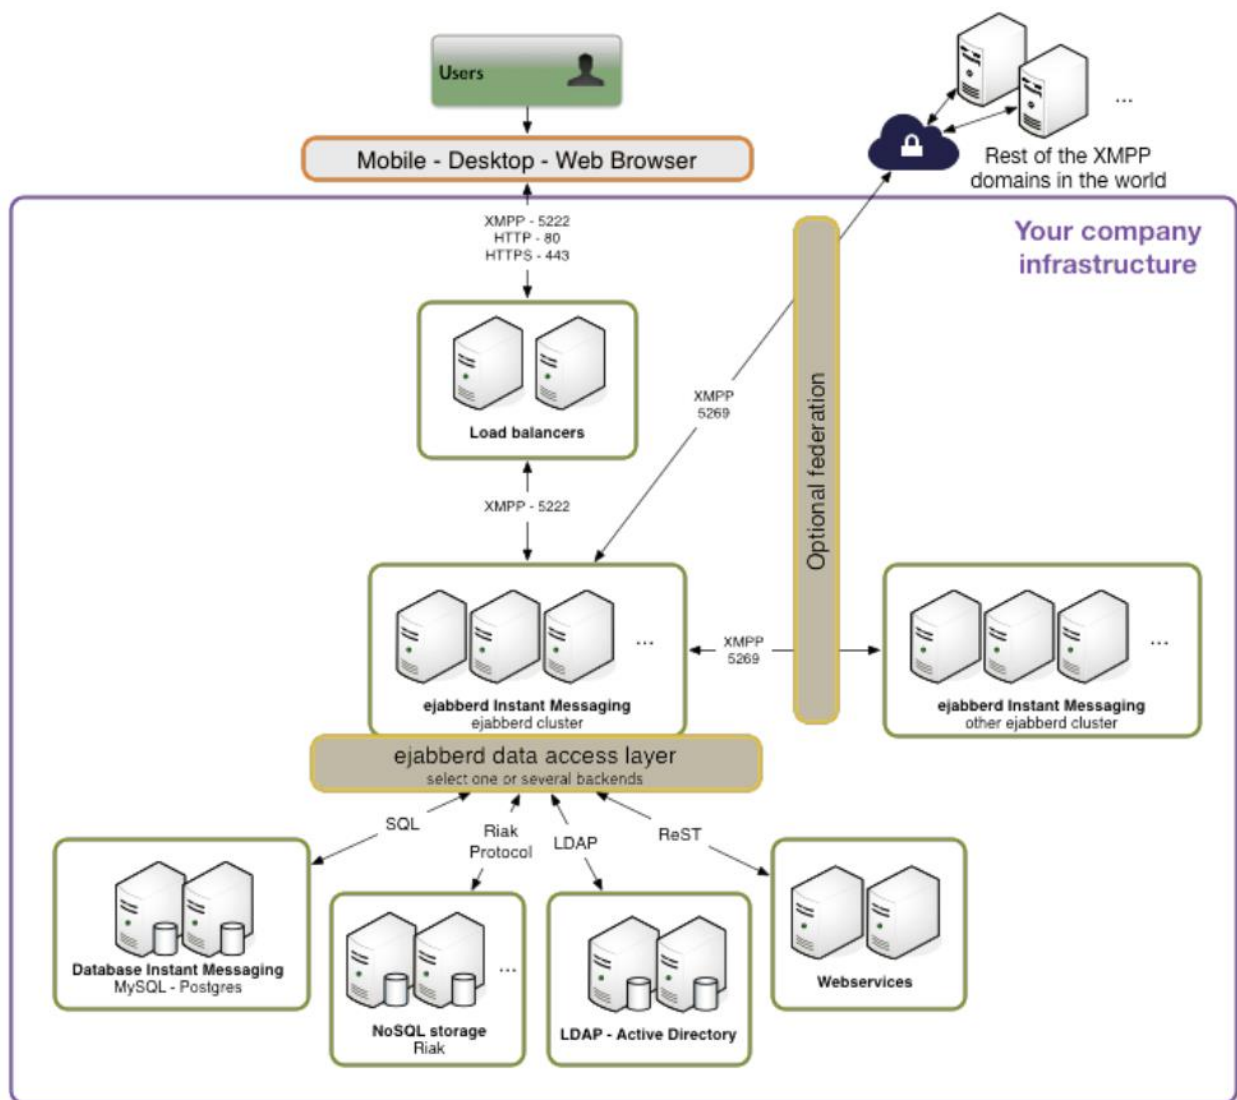 Users
Mobile - Desktop - Web Browser
...
Rest of the XMPP
domains in the world
Your company
infrastructure
XMPP - 5222
HTTP - 80
HTTPS - 443
Load balancers
XMPP
5269
Optional federation
XMPP - 5222
...
ejabberd Instant Messaging
ejabberd cluster
XMPP
5269
...
ejabberd Instant Messaging
other ejabberd cluster
ejabberd data access layer
select one or several backends
SQL
Riak
Protocol
LDAP
ReST
Database Instant Messaging
MySQL - Postgres
...
NoSQL storage
Riak
LDAP - Active Directory
Webservices